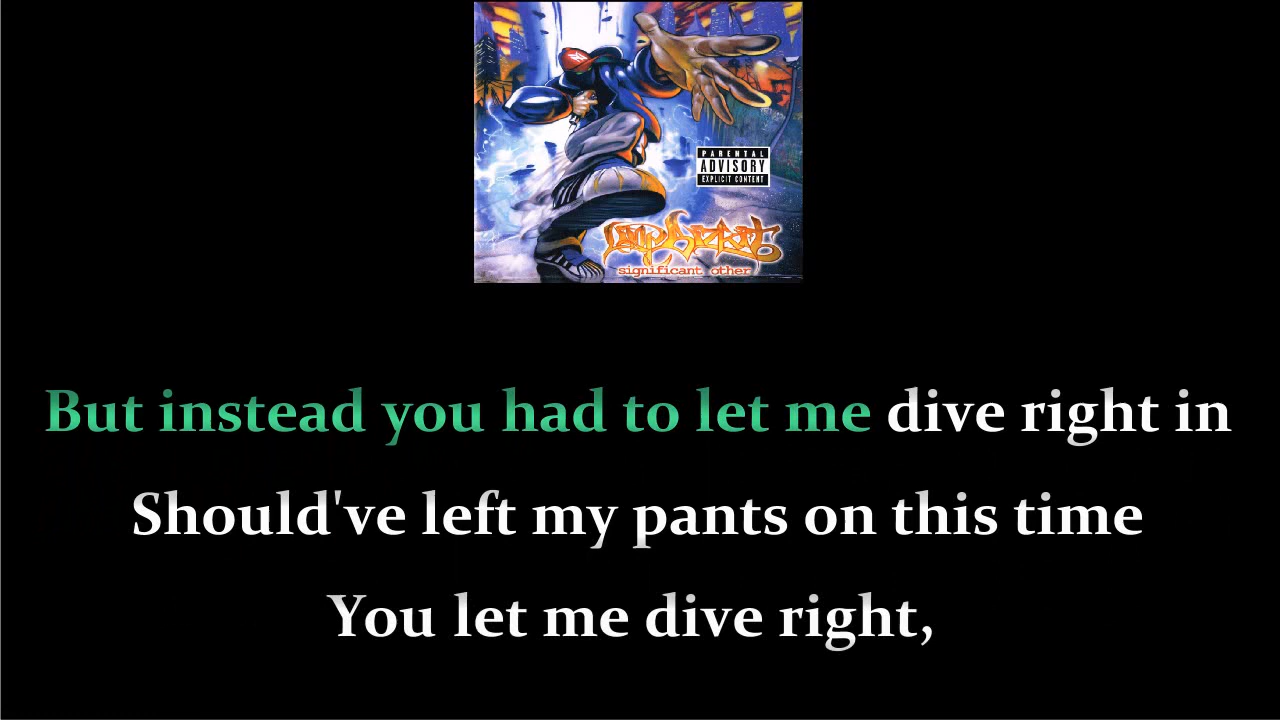 PARENTAL
ADVISORY
EXPLICIT CONTENT
limpbizkit
significant other
But instead you had to let me dive right in
Should've left my pants on this time
You let me dive right,